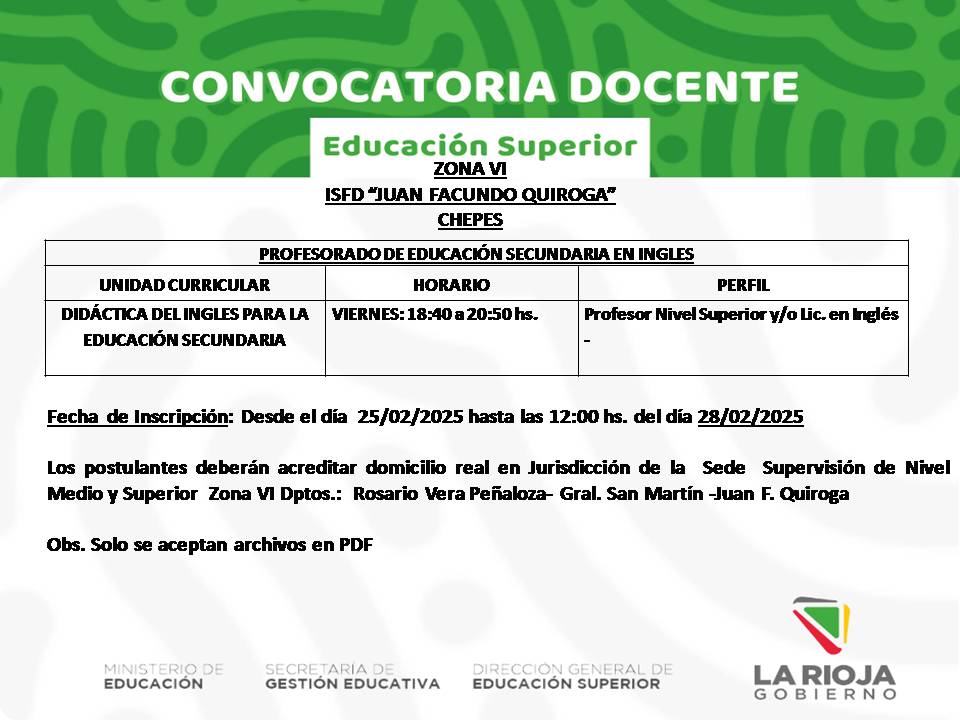 CONVOCATORIA DOCENTE
Educación Superior
ZONA VI
ISFD “JUAN FACUNDO QUIROGA”
CHEPES
PROFESORADO DE EDUCACIÓN SECUNDARIA EN INGLES
UNIDAD CURRICULAR HORARIO PERFIL
DIDÁCTICA DEL INGLES PARA LA VIERNES: 18:40 a 20:50 hs. Profesor Nivel Superior y/o Lic. en Inglés
EDUCACIÓN SECUNDARIA -
Fecha de Inscripción: Desde el día 25/02/2025 hasta las 12:00 hs. del día 28/02/2025
Los postulantes deberán acreditar domicilio real en Jurisdicción de la Sede Supervisión de Nivel
Medio y Superior Zona VI Dptos.: Rosario Vera Peñaloza- Gral. San Martín -Juan F. Quiroga
Obs. Solo se aceptan archivos en PDF
MINISTERIO DE SECRETARÍA DE DIRECCIÓN GENERAL DE
EDUCACIÓN GESTIÓN EDUCATIVA EDUCACIÓN SUPERIOR
LA RIOJA
GOBIERNO